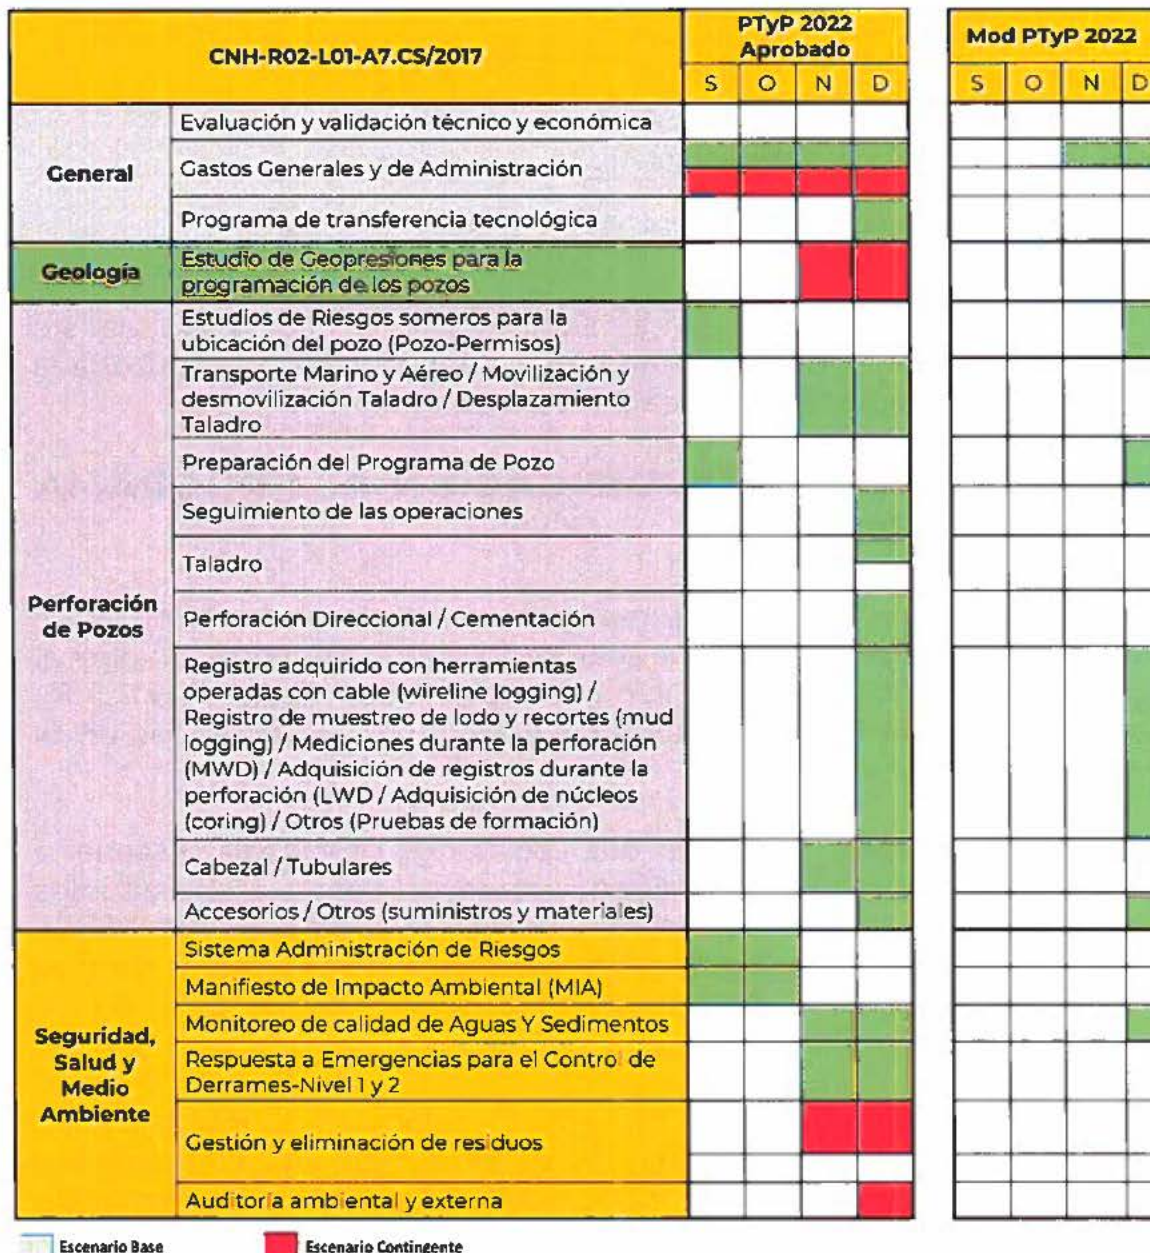 CNH-R02-L01-A7.CS/2017
PTyP 2022
Aprobado
Mod PTyP 2022
S O N D
S O N D
General
Evaluación y validación técnico y económica
Gastos Generales y de Administración
Programa de transferencia tecnológica
Geología
Estudio de Geopresiones para la
programación de los pozos
Perforación
de Pozos
Estudios de Riesgos someros para la
ubicación del pozo (Pozo-Permisos)
Transporte Marino y Aéreo / Movilización y
desmovilización Taladro / Desplazamiento
Taladro
Preparación del Programa de Pozo
Seguimiento de las operaciones
Taladro
Perforación Direccional / Cementación
Registro adquirido con herramientas
operadas con cable (wireline logging) /
Registro de muestreo de lodo y recortes (mud
logging) / Mediciones durante la perforación
(MWD) / Adquisición de registros durante la
perforación (LWD / Adquisición de núcleos
(coring) / Otros (Pruebas de formación)
Cabezal / Tubulares
Accesorios / Otros (suministros y materiales)
Seguridad,
Salud y
Medio
Ambiente
Sistema Administración de Riesgos
Manifiesto de Impacto Ambiental (MIA)
Monitoreo de calidad de Aguas Y Sedimentos
Respuesta a Emergencias para el Control de
Derrames-Nivel 1 y 2
Gestión y eliminación de residuos
Auditoría ambiental y externa
Escenario Base
Escenario Contingente